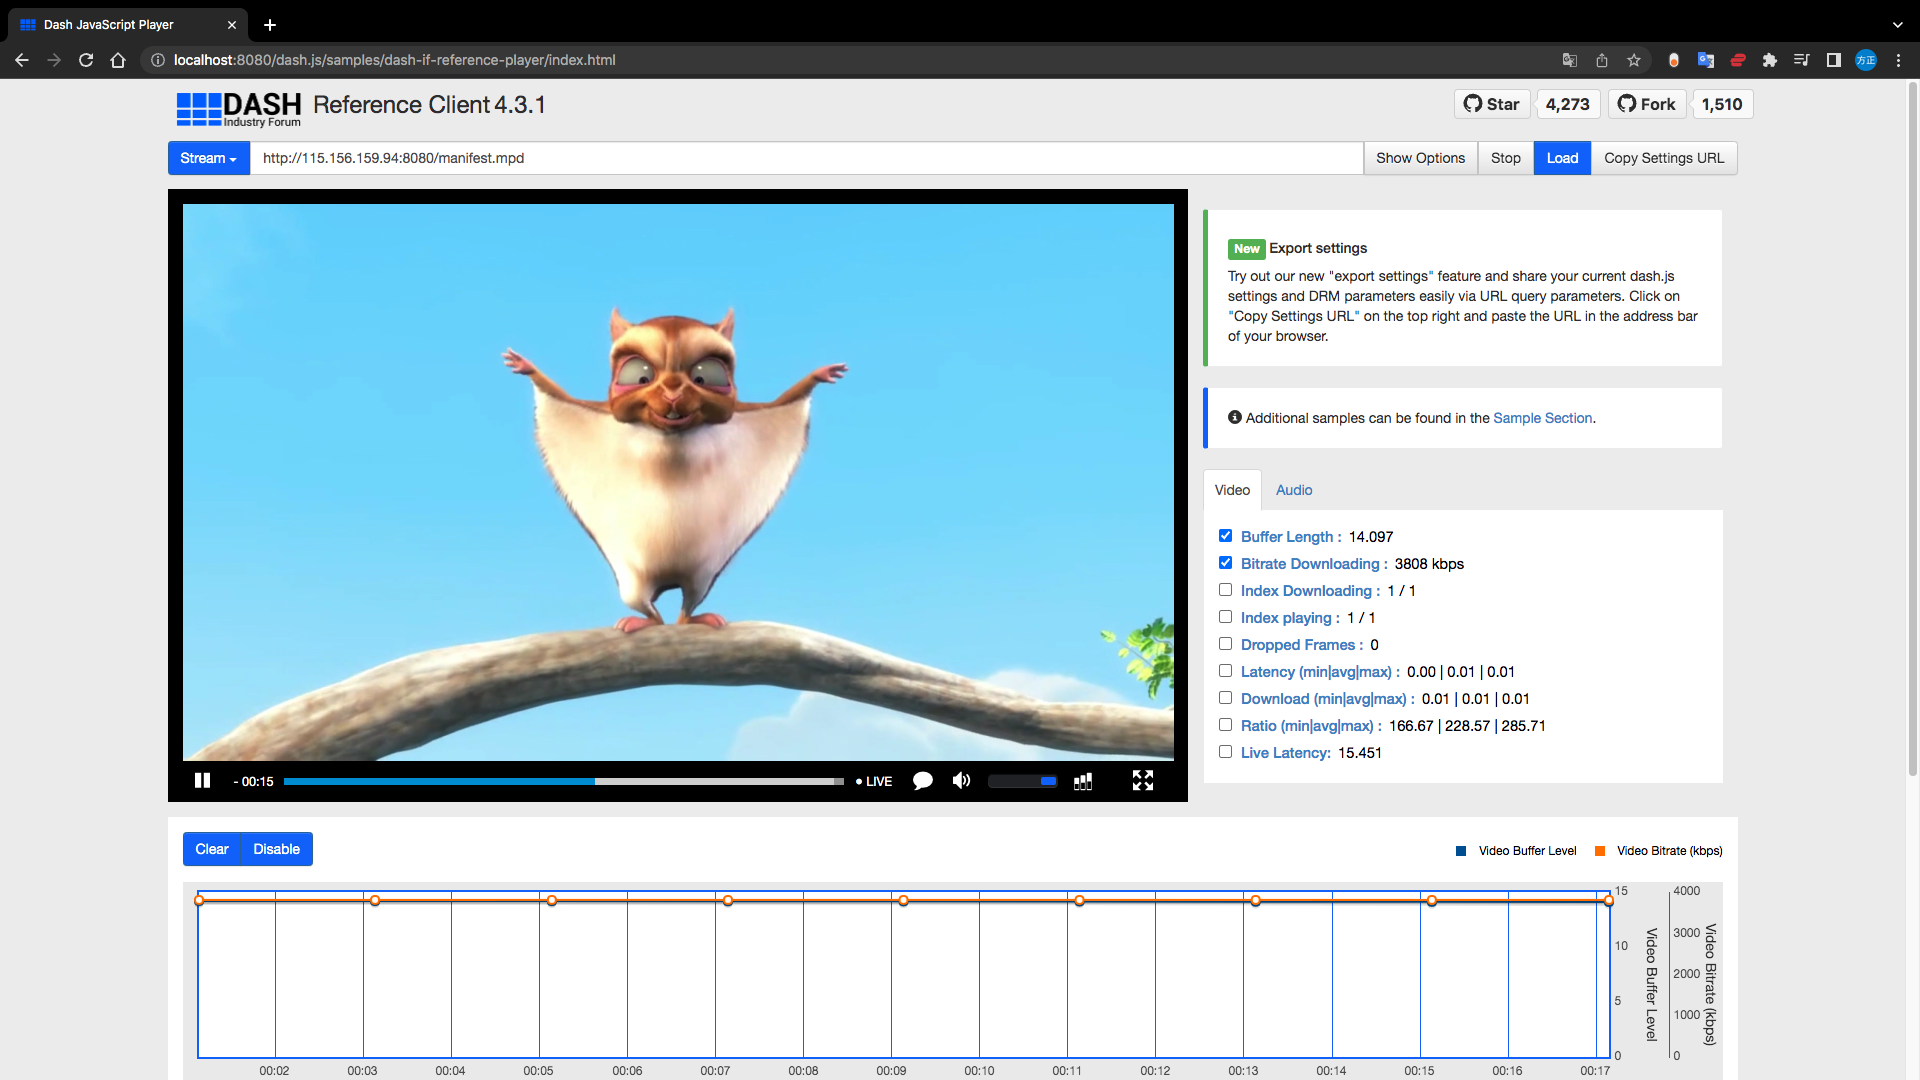 Dash JavaScript Player
localhost:8080/dash.js/samples/dash-if-reference-player/index.html
方正
DASH
Industry Forum
Reference Client 4.3.1
Star 4,273 Fork 1,510
Stream http://115.156.159.94:8080/manifest.mpd Show Options Stop Load Copy Settings URL
New Export settings
Try out our new "export settings" feature and share your current dash.js
settings and DRM parameters easily via URL query parameters. Click on
"Copy Settings URL" on the top right and paste the URL in the address bar
of your browser.
Additional samples can be found in the Sample Section.
Video Audio
Buffer Length : 14.097
Bitrate Downloading : 3808 kbps
Index Downloading : 1 / 1
Index playing : 1 / 1
Dropped Frames : 0
Latency (min|avg|max) : 0.00 | 0.01 | 0.01
Download (min|avg|max) : 0.01 | 0.01 | 0.01
Ratio (min|avg|max) : 166.67 | 228.57 | 285.71
Live Latency: 15.451
- 00:15
LIVE
Clear Disable
Video Buffer Level Video Bitrate (kbps)
15 4000
3000
10
2000
5
1000
0 0
Video Buffer Level
Video Bitrate (kbps)
00:02 00:03 00:04 00:05 00:06 00:07 00:08 00:09 00:10 00:11 00:12 00:13 00:14 00:15 00:16 00:17